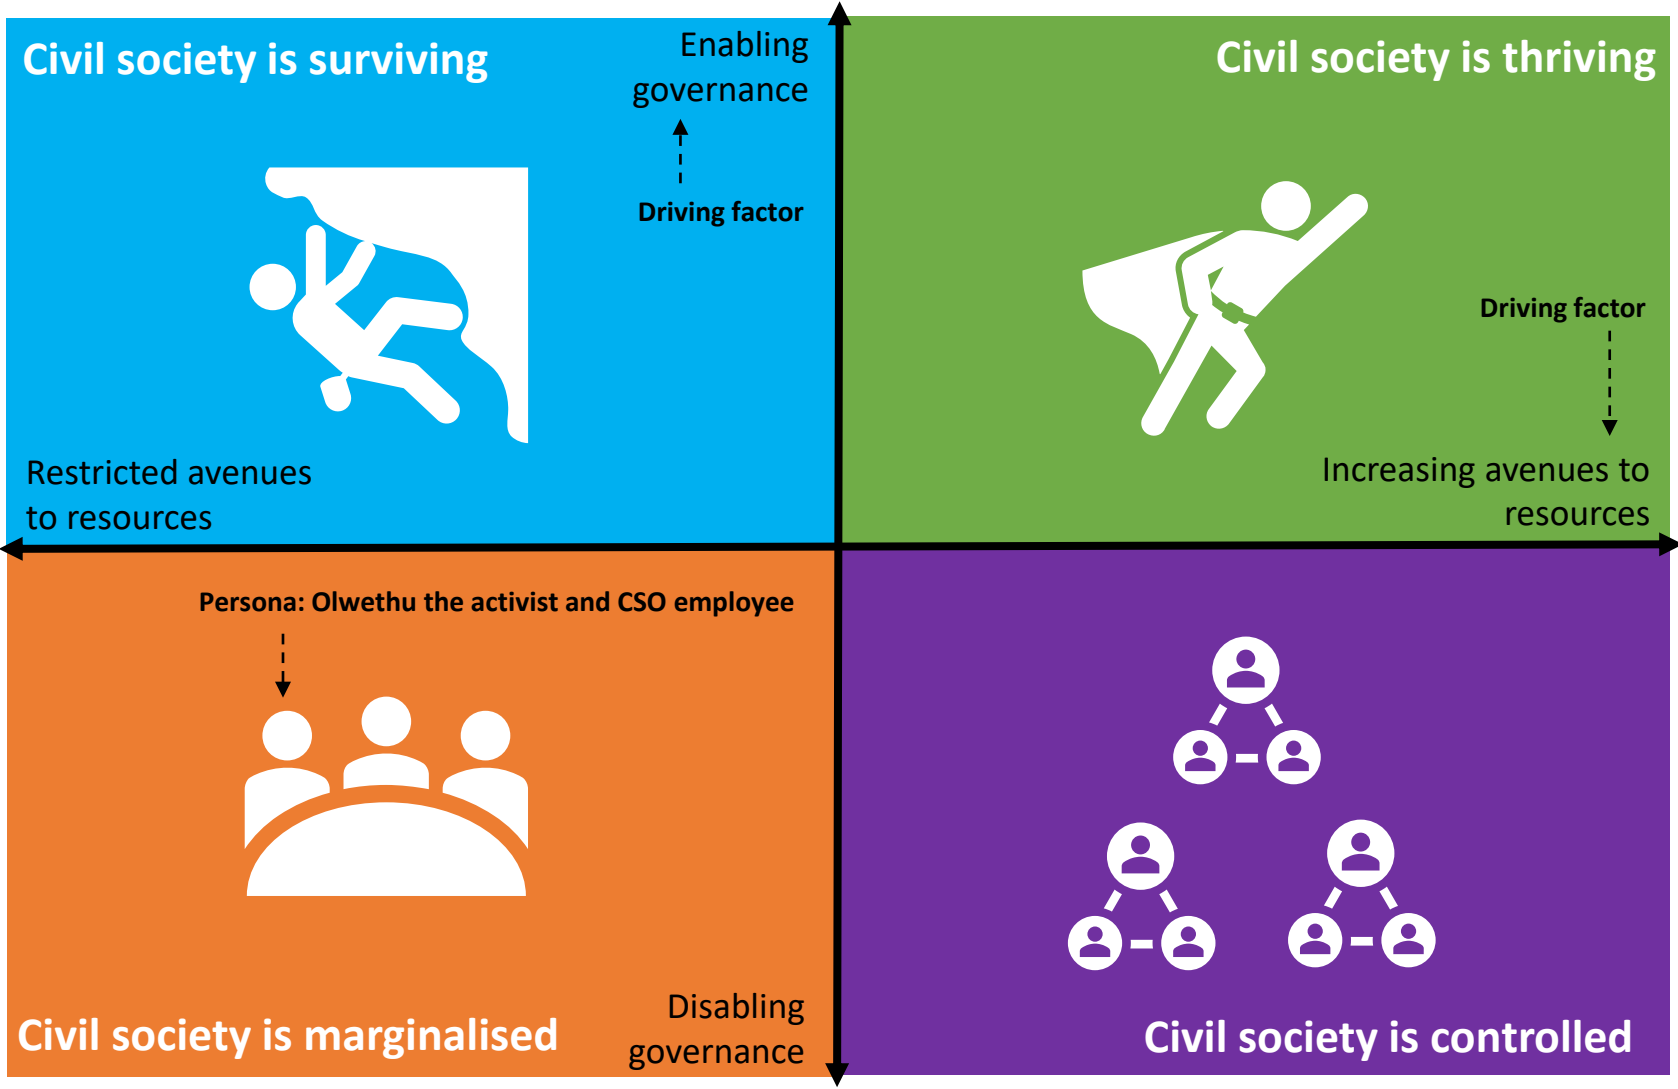 Civil society is surviving
Enabling
governance
Driving factor
Restricted avenues
to resources
Civil society is thriving
Driving factor
Increasing avenues to
resources
Persona: Olwethu the activist and CSO employee
Civil society is marginalised
Disabling
governance
Civil society is controlled